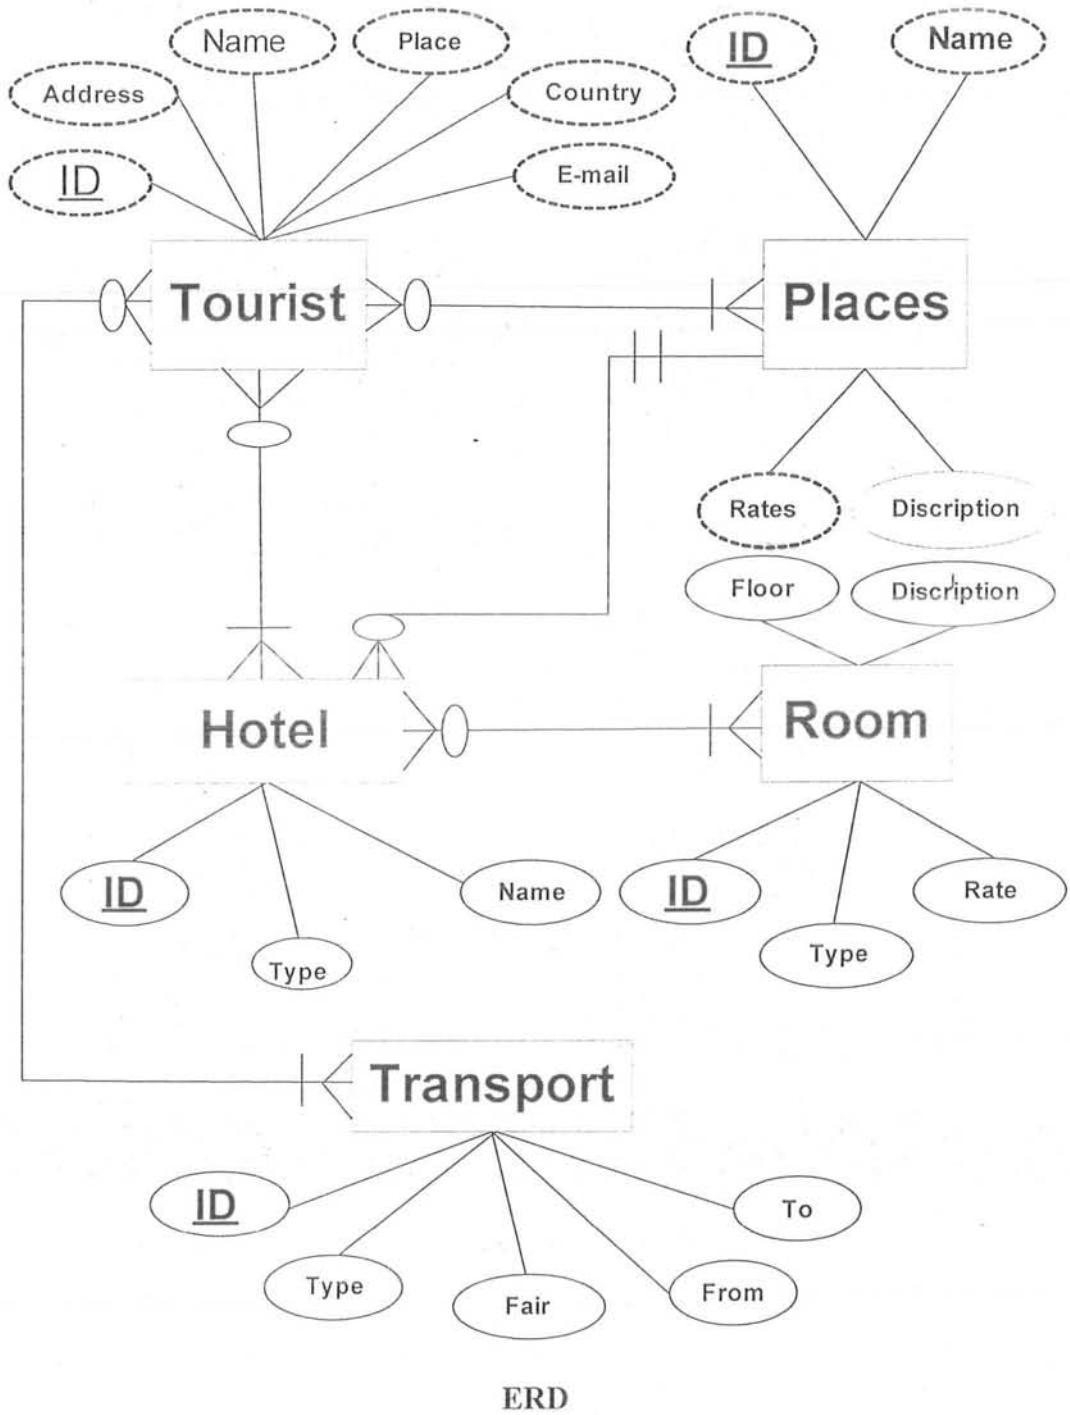 Name
Place
ID
Name
Address
Country
ID
E-mail
Tourist
Places
Rates
Discription
Floor
Discription
Hotel
Room
ID
Name
ID
Rate
Type
Type
Transport
ID
To
Type
Fair
From
ERD